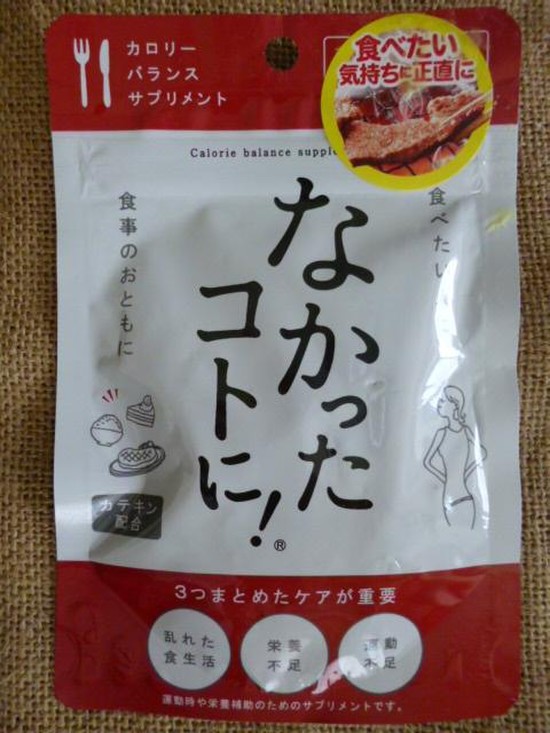 カロリー
バランス
サプリメント
食べたい
気持ちに正直に
Calorie balance supple
食べたい
なかった
コトに!®
食事のおともに
カテキン
配合
3つまとめたケアが重要
乱れた
食生活
栄養
不足
運動
不足
運動時や栄養補助のためのサプリメントです。